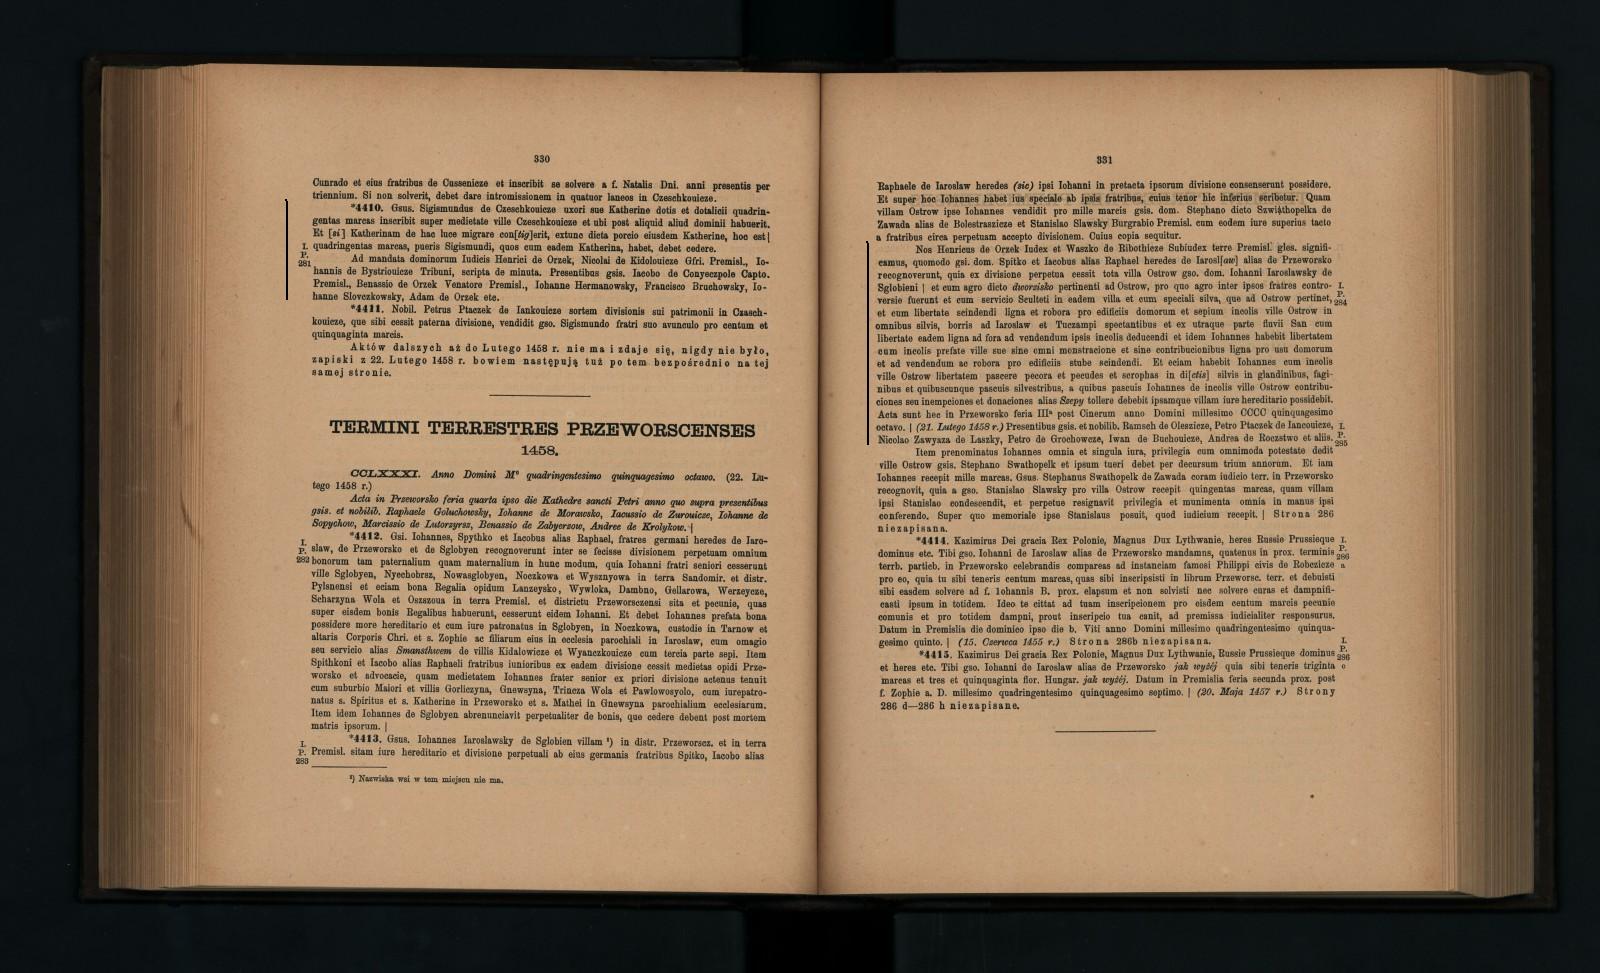 330
Cunrado et eius fratribus de Cussenicze et inscribit se solvere a f. Natalis Dni. anni presentis per
triennium. Si non solverit, debet dare intromissionem in quatuor laneos in Czeschkouicze.
*4410. Gsus. Sigismundus de Czeschkouicze uxori sue Katherine dotis et dotalicii quadrin-
gentas marcas inscribit super medietate ville Czeschkouicze et ubi post aliquid aliud dominii habuerit.
Et [si] Katherinam de hac luce migrare con[tig]erit, extunc dicta porcio eiusdem Katherine, hoc est|
quadringentas marcas, pueris Sigismundi, quos cum eadem Katherina, habet, debet cedere.
I.
P.
281
Ad mandata dominorum Iudicis Henrici de Orzek, Nicolai de Kidolouicze Gfri. Premisl., Io-
hannis de Bystriouicze Tribuni, scripta de minuta. Presentibus gsis. Iacobo de Conyeczpole Capto.
Premisl., Benassio de Orzek Venatore Premisl., Iohanne Hermanowsky, Francisco Bruchowsky, Io-
hanne Slovczkowsky, Adam de Orzek etc.
*4411. Nobil. Petrus Ptaczek de Iankouicze sortem divisionis sui patrimonii in Czasch-
kouicze, que sibi cessit paterna divisione, vendidit gso. Sigismundo fratri suo avunculo pro centum et
quinquaginta marcis.
Aktów dalszych aż do Lutego 1458 r. nie ma i zdaje się, nigdy nie było,
zapiski z 22. Lutego 1458 r. bowiem następują tuż po tem bezpośrednio na tej
samej stronie.
TERMINI TERRESTRES PRZEWORSCENSES
1458.
CCLXXXI. Anno Domini Mº quadringentesimo quinquagesimo octawo. (22. Lu-
tego 1458 r.)
Acta in Przeworsko feria quarta ipso die Kathedre sancti Petri anno quo supra presentibus
gsis. et nobilib. Raphaele Goluchowsky, Iohanne de Morawsko, Iacussio de Zurouicze, Iohanne de
Sopychow, Marcissio de Lutorzyrsz, Benassio de Zabyerzow, Andree de Krolykow. |
*4412. Gsi. Iohannes, Spythko et Iacobus alias Raphael, fratres germani heredes de Iaro-
slaw, de Przeworsko et de Sglobyen recognoverunt inter se fecisse divisionem perpetuam omnium
bonorum tam paternalium quam maternalium in hunc modum, quia Iohanni fratri seniori cesserunt
I.
P.
282
ville Sglobyen, Nyechobrsz, Nowasglobyen, Noczkowa et Wysznyowa in terra Sandomir. et distr.
Pylsnensi et eciam bona Regalia opidum Lanzeysko, Wywloka, Dambno, Gellarowa, Werzeycze,
Scharzyna Wola et Oszszoua in terra Premisl. et districtu Przeworsczensi sita et pecunie, quas
super eisdem bonis Regalibus habuerunt, cesserunt eidem Iohanni. Et debet Iohannes prefata bona
possidere more hereditario et cum iure patronatus in Sglobyen, in Noczkowa, custodie in Tarnow et
altaris Corporis Chri. et s. Zophie ac filiarum eius in ecclesia parochiali in Iaroslaw, cum omagio
seu servicio alias Smansthwem de villis Kidalowicze et Wyanczkouicze cum tercia parte sepi. Item
Spithkoni et Iacobo alias Raphaeli fratribus iunioribus ex eadem divisione cessit medietas opidi Prze-
worsko et advocacie, quam medietatem Iohannes frater senior ex priori divisione actenus tenuit
cum suburbio Maiori et villis Gorliczyna, Gnewsyna, Trincza Wola et Pawlowosyolo, cum iurepatro-
natus s. Spiritus et s. Katherine in Przeworsko et s. Mathei in Gnewsyna parochialium ecclesiarum.
Item idem Iohannes de Sglobyen abrenunciavit perpetualiter de bonis, que cedere debent post mortem
matris ipsorum. |
*4413. Gsus. Iohannes Iaroslawsky de Sglobien villam ¹) in distr. Przeworscz. et in terra
Premisl. sitam iure hereditario et divisione perpetuali ab eius germanis fratribus Spitko, Iacobo alias
I.
P.
283
¹) Nazwiska wsi w tem miejscu nie ma.
331
Raphaele de Iaroslaw heredes (sic) ipsi Iohanni in pretacta ipsorum divisione consenserunt possidere.
Et super hoc Iohannes habet ius speciale ab ipsis fratribus, cuius tenor hic inferius scribetur. Quam
villam Ostrow ipse Iohannes vendidit pro mille marcis gsis. dom. Stephano dicto Szwiáthopelka de
Zawada alias de Bolestraszicze et Stanislao Slawsky Burgrabio Premisl. cum eodem iure superius tacto
a fratribus circa perpetuam accepto divisionem. Cuius copia sequitur.
Nos Henricus de Orzek Iudex et Waszko de Ribothicze Subiudex terre Premisl. gles. signifi-
camus, quomodo gsi. dom. Spitko et Iacobus alias Raphael heredes de Iarosl[aw] alias de Przeworsko
recognoverunt, quia ex divisione perpetua cessit tota villa Ostrow gso. dom. Iohanni Iaroslawsky de
Sglobieni | et cum agro dicto dworzisko pertinenti ad Ostrow, pro quo agro inter ipsos fratres contro-
versie fuerunt et cum servicio Sculteti in eadem villa et cum speciali silva, que ad Ostrow pertinet,
I.
P.
284
et cum libertate scindendi ligna et robora pro edificiis domorum et sepium incolis ville Ostrow in
omnibus silvis, borris ad Iaroslaw et Tuczampi spectantibus et ex utraque parte fluvii San cum
libertate eadem ligna ad fora ad vendendum ipsis incolis deducendi et idem Iohannes habebit libertatem
cum incolis prefate ville sue sine omni monstracione et sine contribucionibus ligna pro usu domorum
et ad vendendum ac robora pro edificiis stube scindendi. Et eciam habebit Iohannes cum incolis
ville Ostrow libertatem pascere pecora et pecudes et scrophas in di[ctis] silvis in glandinibus, fagi-
nibus et quibuscunque pascuis silvestribus, a quibus pascuis Iohannes de incolis ville Ostrow contribu-
ciones seu inempciones et donaciones alias Szepy tollere debebit ipsamque villam iure hereditario possidebit.
Acta sunt hec in Przeworsko feria IIIª post Cinerum anno Domini millesimo CCCC quinquagesimo
octavo. | (21. Lutego 1458 r.) Presentibus gsis. et nobilib. Ramsch de Oleszicze, Petro Ptaczek de Iancouicze,
Nicolao Zawyaza de Laszky, Petro de Grochowcze, Iwan de Buchouicze, Andrea de Roczstwo et aliis.
I.
P.
285
Item prenominatus Iohannes omnia et singula iura, privilegia cum omnimoda potestate dedit
ville Ostrow gsis. Stephano Swathopelk et ipsum tueri debet per decursum trium annorum. Et iam
Iohannes recepit mille marcas. Gsus. Stephanus Swathopelk de Zawada coram iudicio terr. in Przeworsko
recognovit, quia a gso. Stanislao Slawsky pro villa Ostrow recepit quingentas marcas, quam villam
ipsi Stanislao condescendit, et perpetue resignavit privilegia et munimenta omnia in manus ipsi
conferendo. Super quo memoriale ipse Stanislaus posuit, quod iudicium recepit. | Strona 286
niezapisana.
*4414. Kazimirus Dei gracia Rex Polonie, Magnus Dux Lythwanie, heres Russie Prussieque
dominus etc. Tibi gso. Iohanni de Iaroslaw alias de Przeworsko mandamus, quatenus in prox. terminis
terrb. particb. in Przeworsko celebrandis compareas ad instanciam famosi Philippi civis de Robczicze
I.
P.
286
a
pro eo, quia tu sibi teneris centum marcas, quas sibi inscripsisti in librum Przeworsc. terr. et debuisti
sibi easdem solvere ad f. Iohannis B. prox. elapsum et non solvisti nec solvere curas et dampnifi-
casti ipsum in totidem. Ideo te cittat ad tuam inscripcionem pro eisdem centum marcis pecunie
comunis et pro totidem dampni, prout inscripcio tua canit, ad premissa iudicialiter responsurus.
Datum in Premislia die dominico ipso die b. Viti anno Domini millesimo quadringentesimo quinqua-
gesimo quinto. | (15. Czerwca 1455 r.) Strona 286b niezapisana.
*4415. Kazimirus Dei gracia Rex Polonie, Magnus Dux Lythwanie, Russie Prussieque dominus
et heres etc. Tibi gso. Iohanni de Iaroslaw alias de Przeworsko jak wyżéj quia sibi teneris triginta
I.
P.
286
c
marcas et tres et quinquaginta flor. Hungar. jak wyżéj. Datum in Premislia feria secunda prox. post
f. Zophie a. D. millesimo quadringentesimo quinquagesimo septimo. | (20. Maja 1457 r.) Strony
286 d—286 h niezapisane.